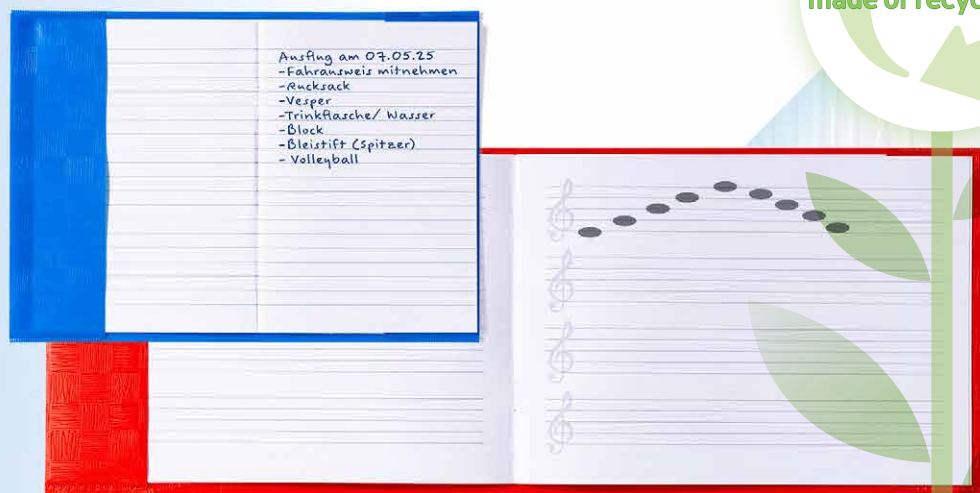 made of recyc
Ausflug am 07.05.25
-Fahrausweis mitnehmen
-Rucksack
-Vesper
-Trinkflasche/ Wasser
-Block
-Bleistift (Spitzer)
- Volleyball